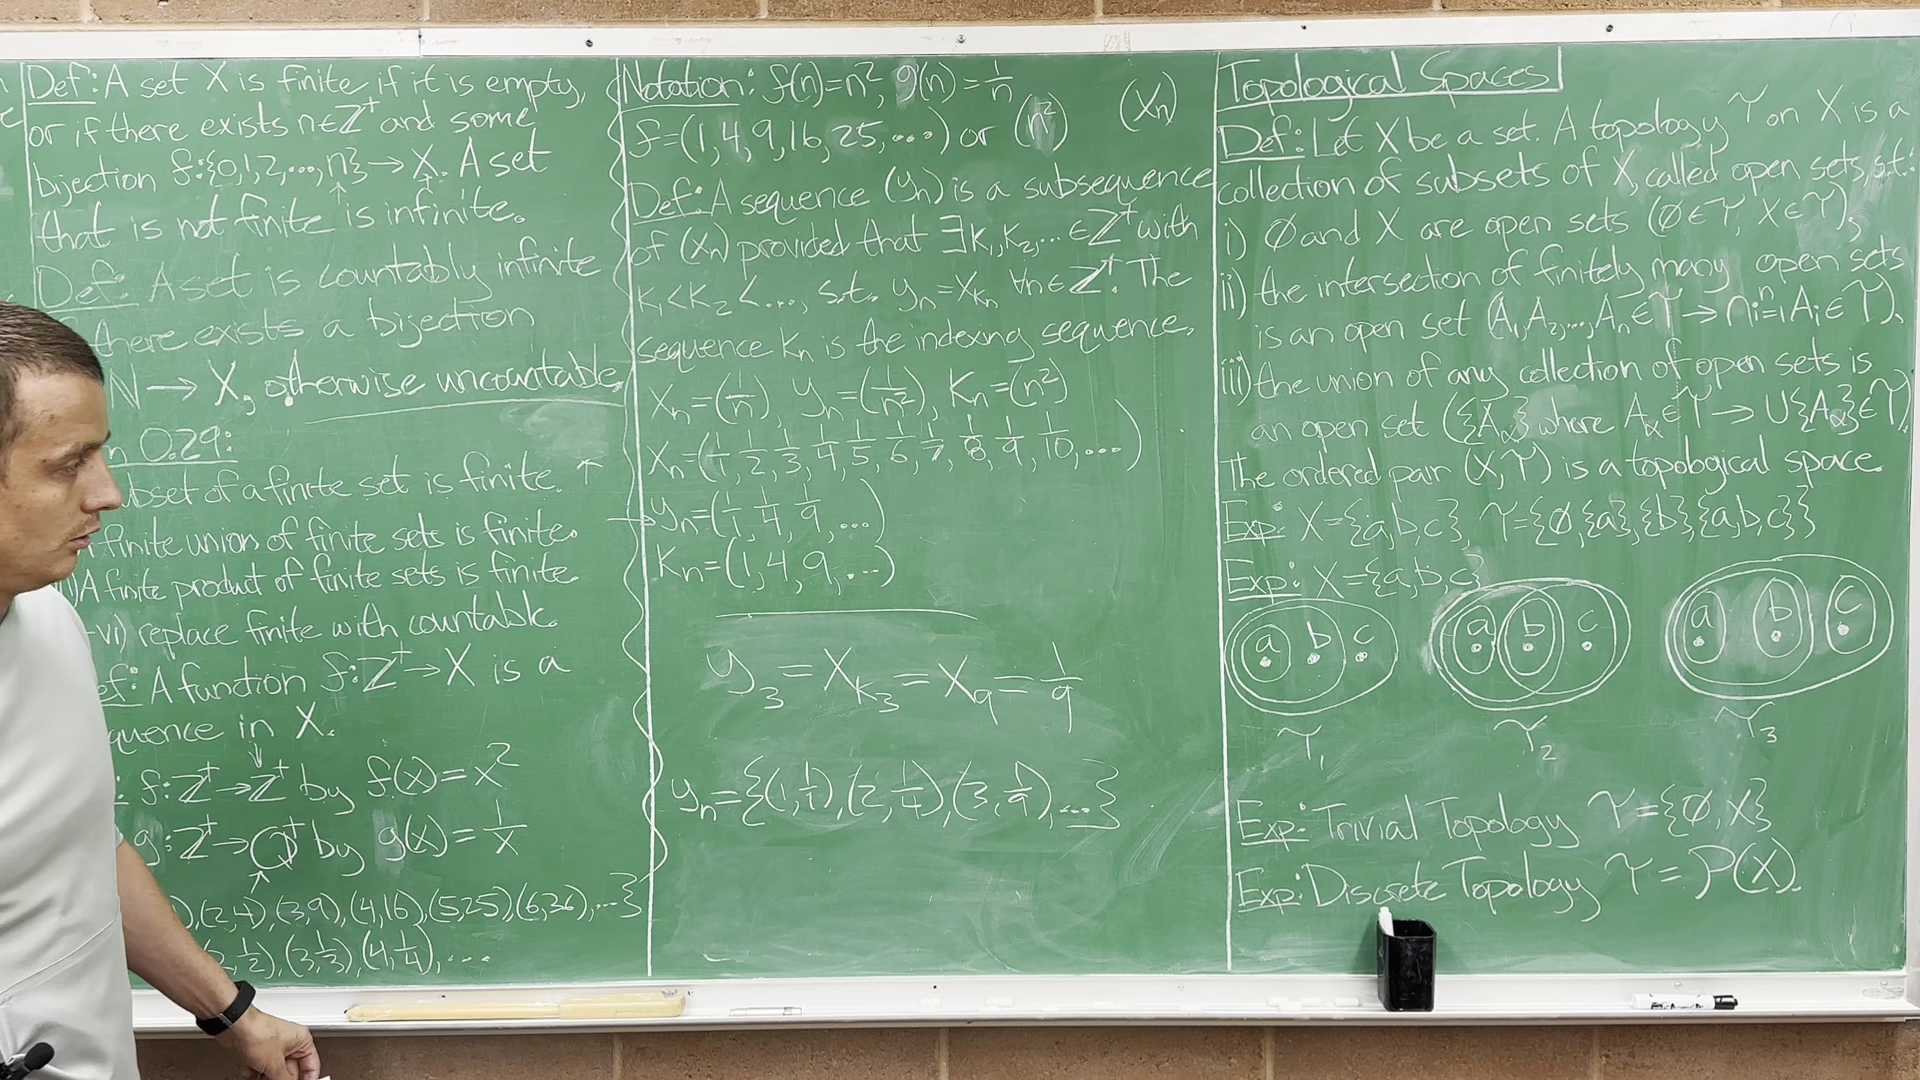 Def: A set X is finite if it is empty,
or if there exists n∈Z⁺ and some
bijection f:{0,1,2,...,n}→X. A set
that is not finite is infinite.
Def: A set is countably infinite
there exists a bijection
N→X, otherwise uncountable
0.29:
subset of a finite set is finite.
finite union of finite sets is finite.
)A finite product of finite sets is finite.
-vi) replace finite with countable.
ef: A function f:Z⁺→X is a
quence in X.
: f:Z⁺→Z⁺ by f(x)=x²
g:Z⁺→Q⁺ by g(x)=1/x
),(2,4),(3,9),(4,16),(5,25),(6,36),...}
1/2),(3,1/3),(4,1/4),...
Notation: f(n)=n², g(n)=1/n
f=(1,4,9,16,25,...) or (n²) (xₙ)
Def: A sequence (yₙ) is a subsequence
of (xₙ) provided that ∃k₁,k₂,...∈Z⁺ with
k₁<k₂<..., s.t. yₙ=x_kₙ ∀n∈Z⁺. The
sequence kₙ is the indexing sequence.
xₙ=(1/n), yₙ=(1/n²), kₙ=(n²)
xₙ=(1/1,1/2,1/3,1/4,1/5,1/6,1/7,1/8,1/9,1/10,...)
yₙ=(1/1,1/4,1/9,...)
kₙ=(1,4,9,...)
y₃=x_k₃=x₉=1/9
yₙ={(1,1/1),(2,1/4),(3,1/9),...}
Topological Spaces
Def: Let X be a set. A topology 𝒯 on X is a
collection of subsets of X, called open sets, s.t.
i) Ø and X are open sets (Ø∈𝒯, X∈𝒯),
ii) the intersection of finitely many open sets
is an open set (A₁,A₂,...,Aₙ∈𝒯→∩ⁿᵢ₌₁Aᵢ∈𝒯),
iii) the union of any collection of open sets is
an open set ({A_α} where A_α∈𝒯→∪{A_α}∈𝒯)
The ordered pair (X,𝒯) is a topological space.
Exp: X={a,b,c}, 𝒯={Ø,{a},{b},{a,b,c}}
Exp: X={a,b,c}
a b c a b c a b c
𝒯₁ 𝒯₂ 𝒯₃
Exp: Trivial Topology 𝒯={Ø,X}
Exp: Discrete Topology 𝒯=P(X).